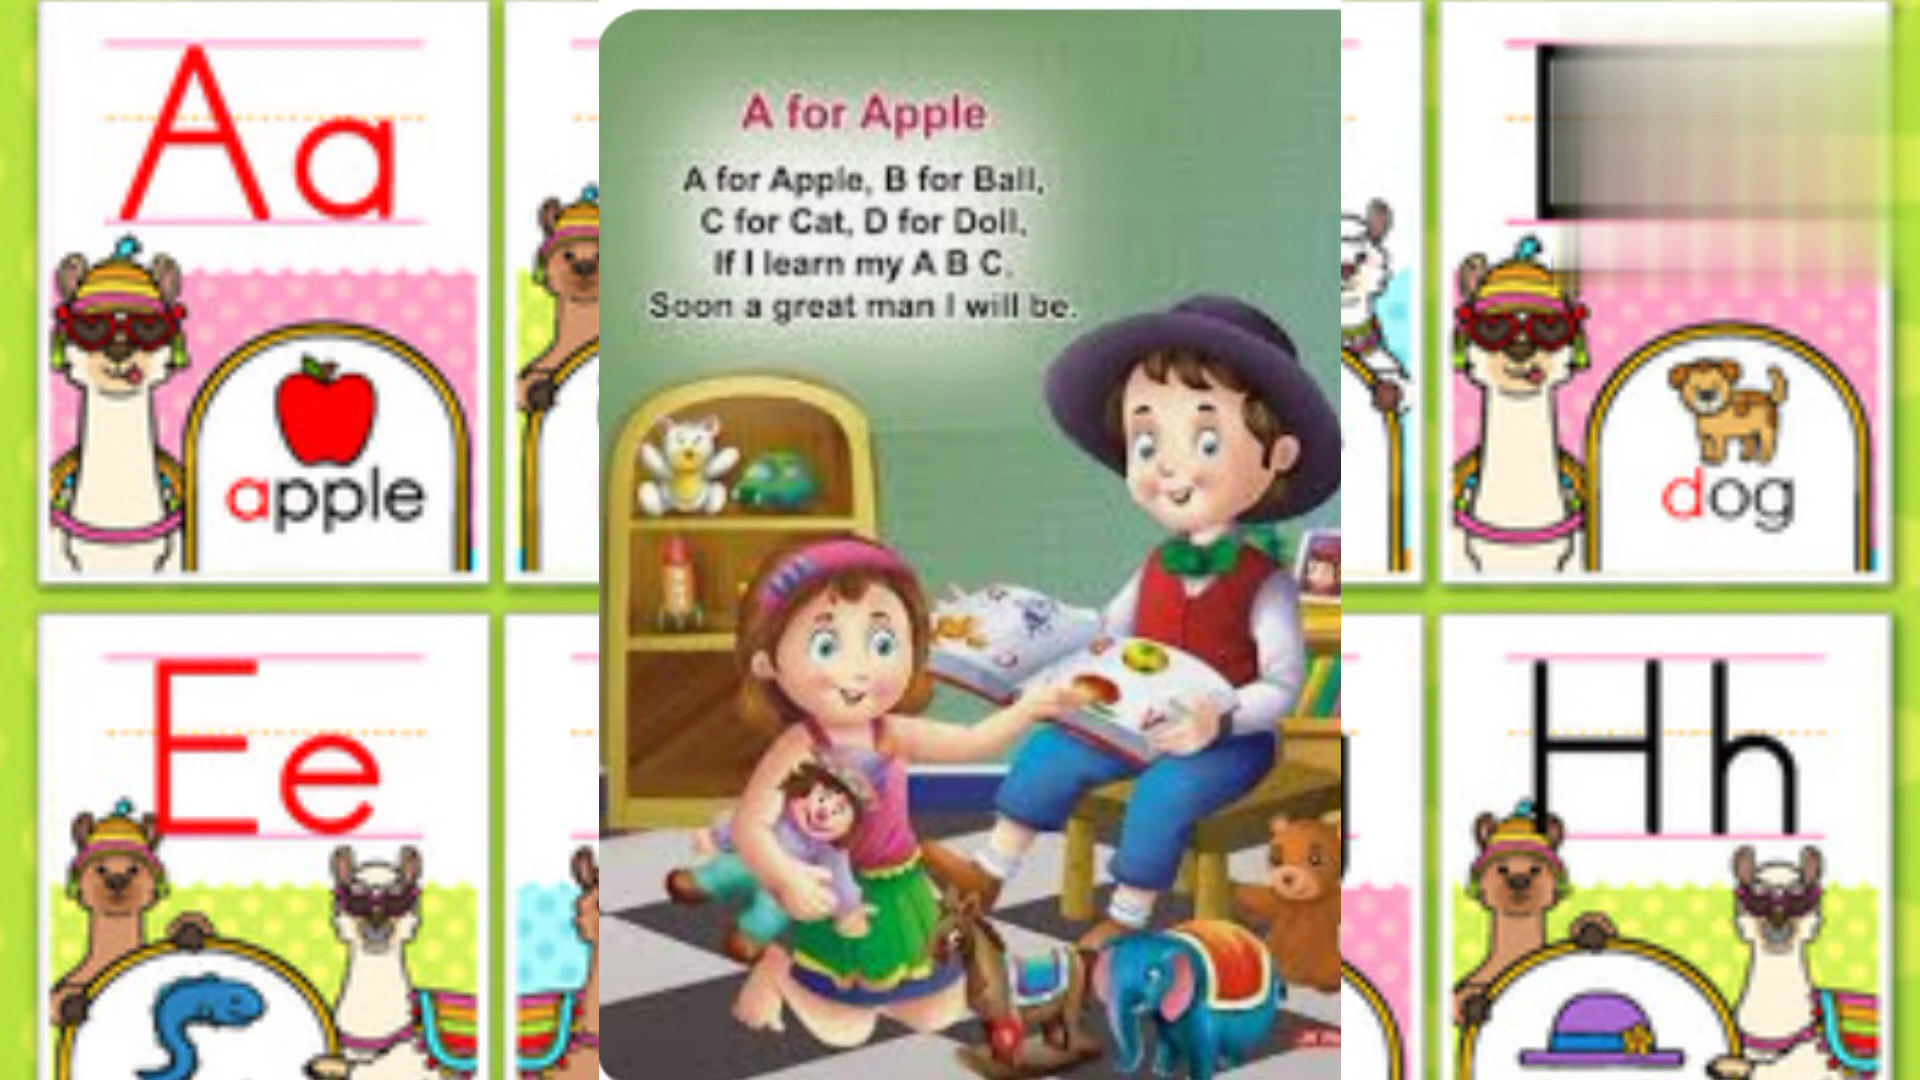 Aa
apple
A for Apple
A for Apple, B for Ball,
C for Cat, D for Doll,
If I learn my A B C,
Soon a great man I will be.
dog
Ee
Hh